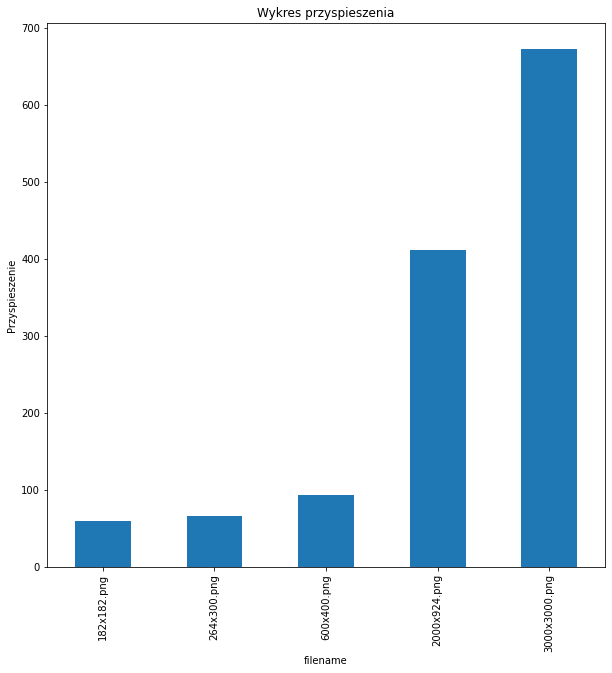 Wykres przyspieszenia
700
600
500
400
300
200
100
0
Przyspieszenie
182x182.png
264x300.png
600x400.png
2000x924.png
3000x3000.png
filename